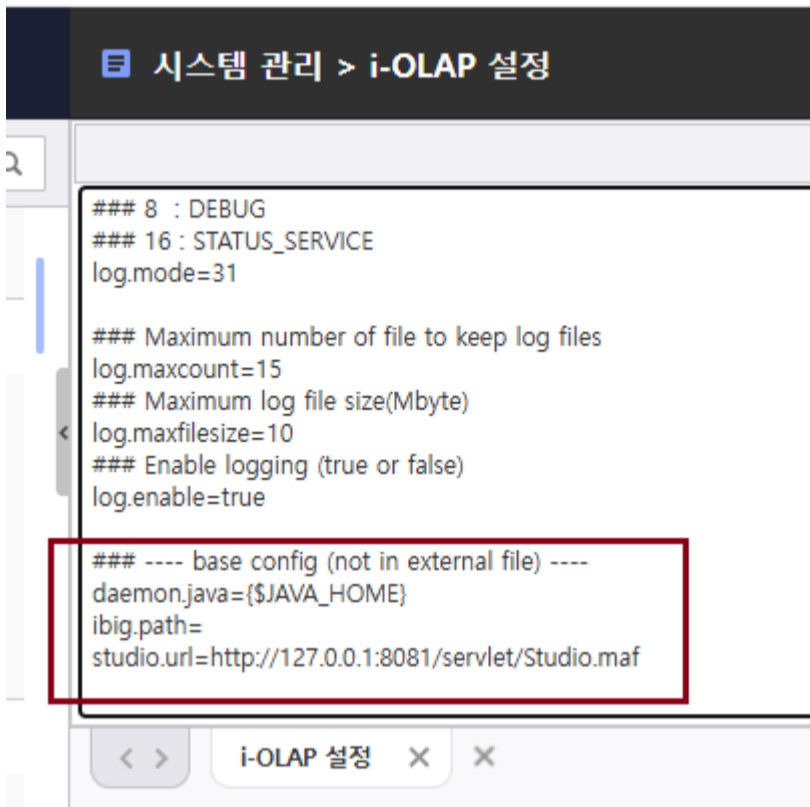 시스템 관리 > i-OLAP 설정
### 8  : DEBUG
### 16 : STATUS_SERVICE
log.mode=31
### Maximum number of file to keep log files
log.maxcount=15
### Maximum log file size(Mbyte)
log.maxfilesize=10
### Enable logging (true or false)
log.enable=true
### ---- base config (not in external file) ----
daemon.java={$JAVA_HOME}
ibig.path=
studio.url=http://127.0.0.1:8081/servlet/Studio.maf
i-OLAP 설정